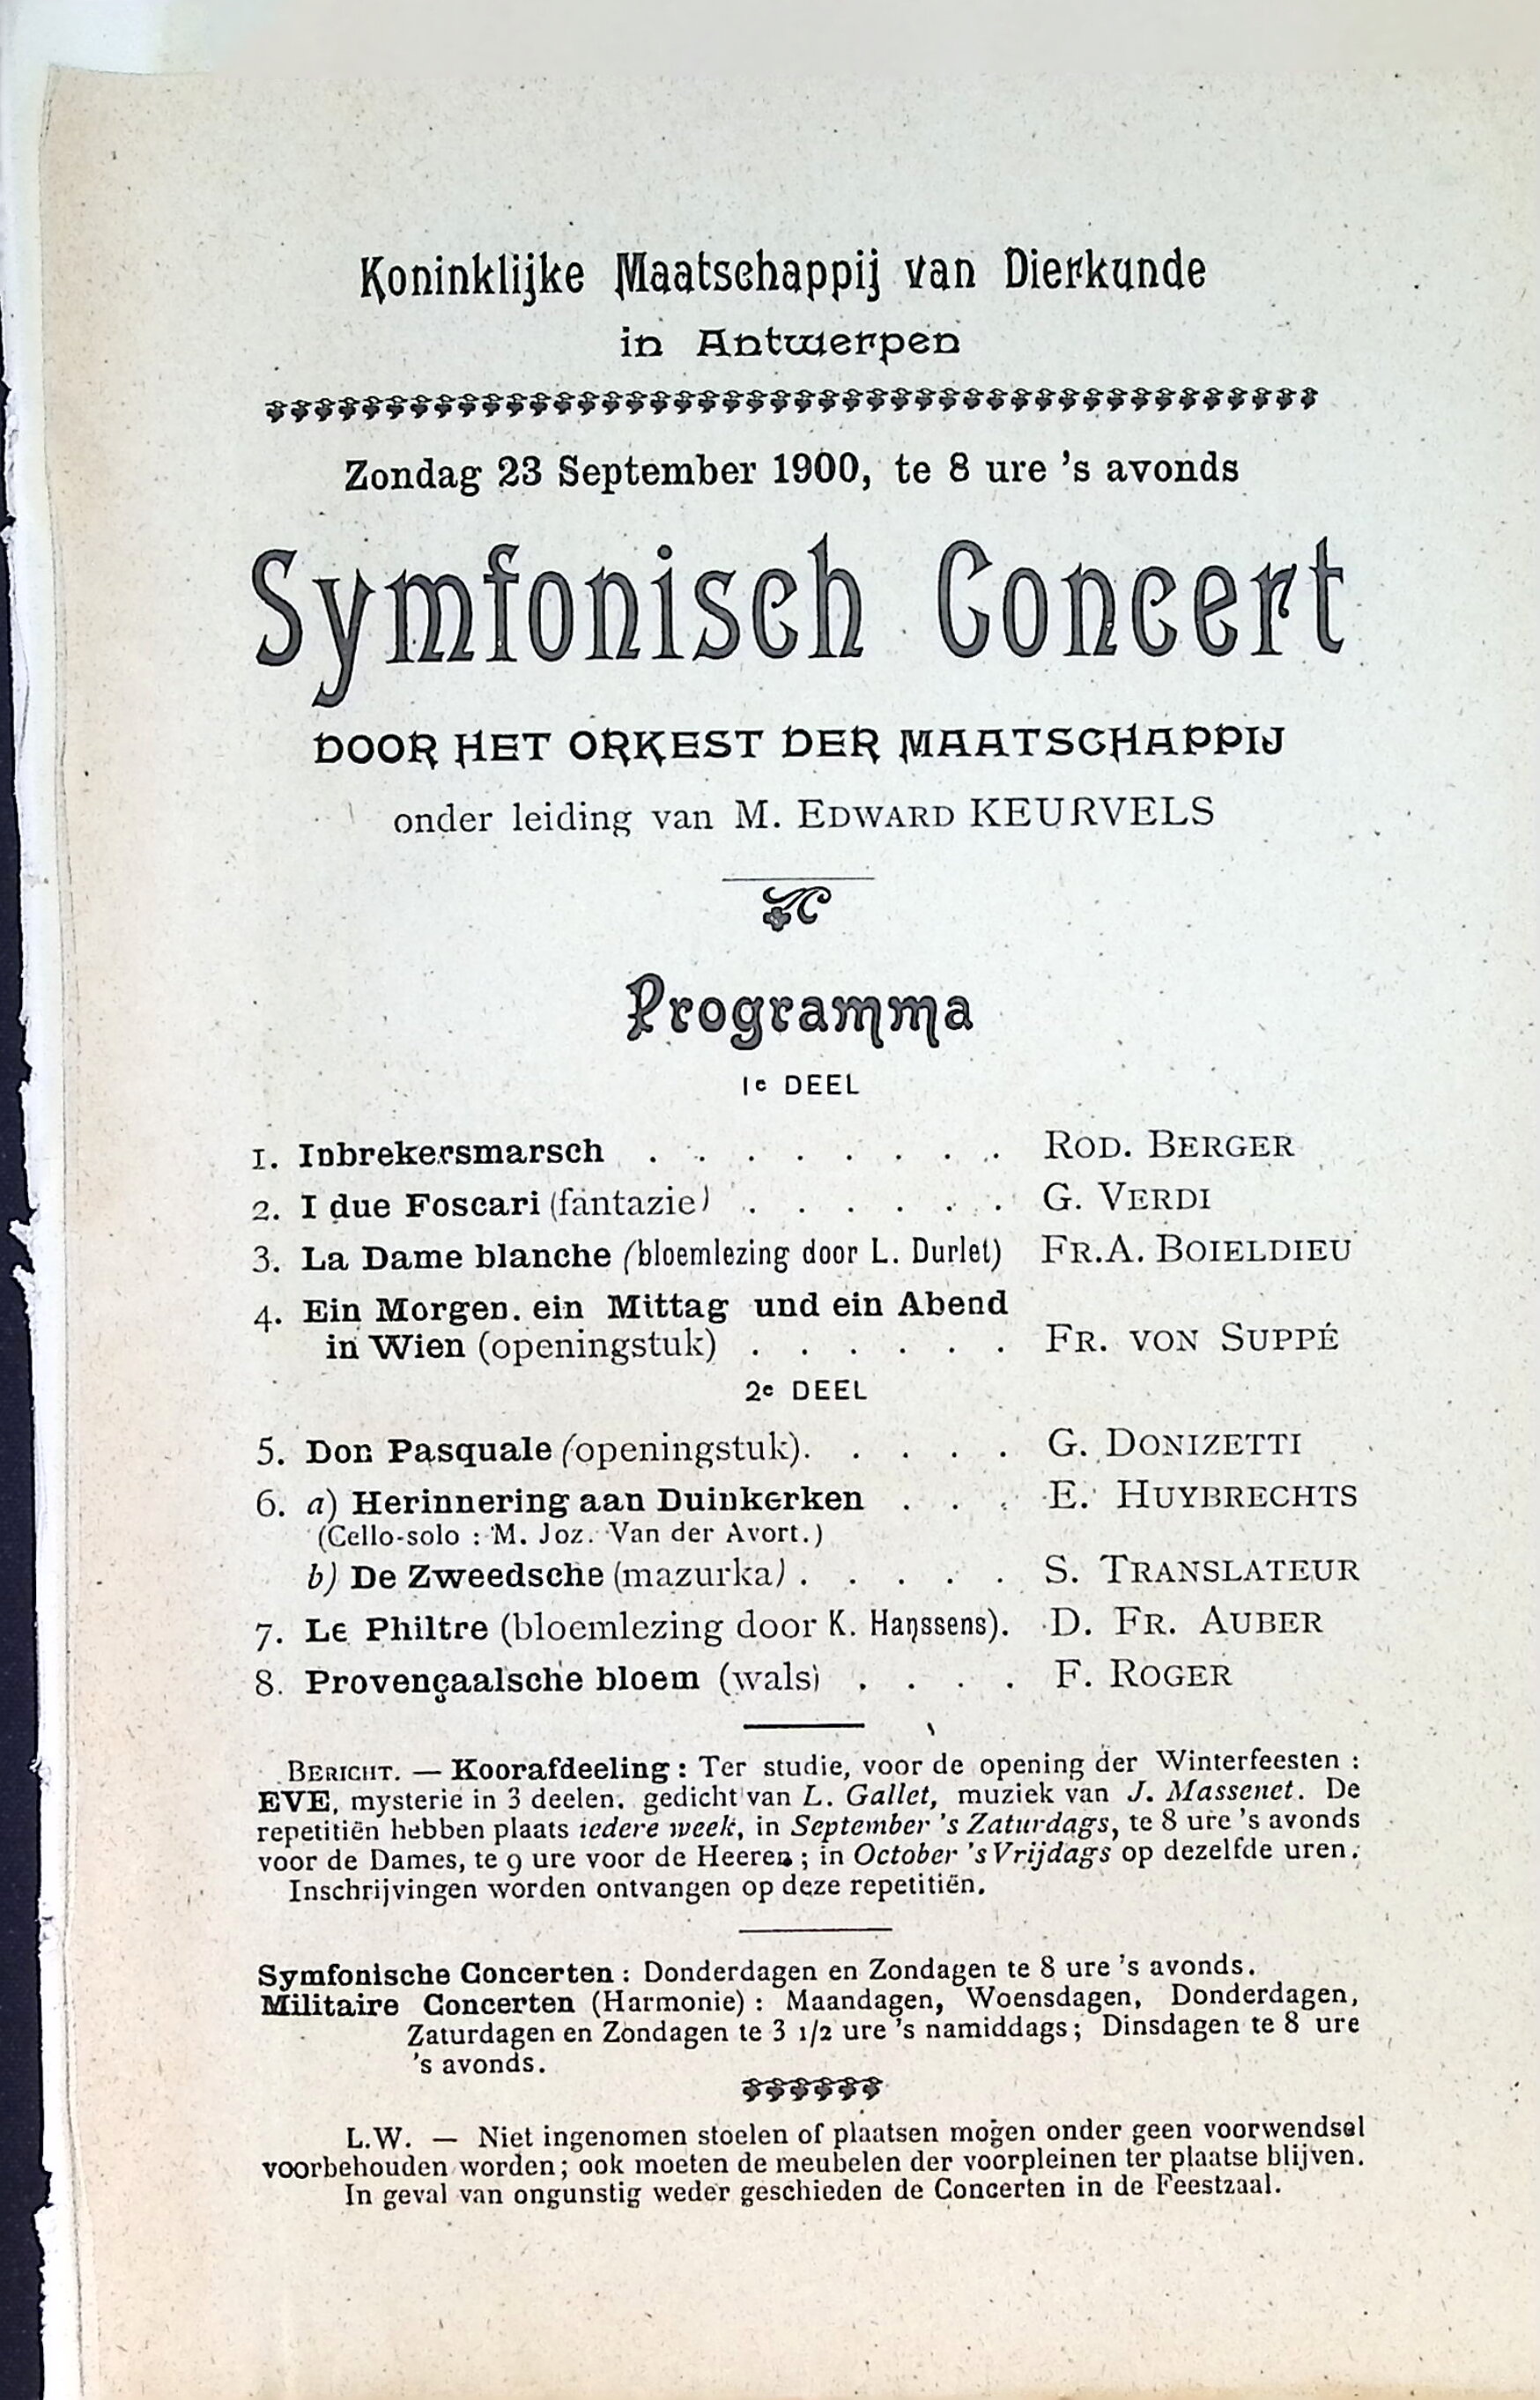 Koninklijke Maatschappij van Dierkunde
in Antwerpen
Zondag 23 September 1900, te 8 ure 's avonds
Symfonisch Concert
DOOR HET ORKEST DER MAATSCHAPPIJ
onder leiding van M. EDWARD KEURVELS
Programma
1e DEEL
1. Inbrekersmarsch . . . . . . . . ROD. BERGER
2. I due Foscari (fantazie) . . . . . . G. VERDI
3. La Dame blanche (bloemlezing door L. Durlet) FR.A. BOIELDIEU
4. Ein Morgen. ein Mittag und ein Abend
in Wien (openingstuk) . . . . . . FR. VON SUPPÉ
2e DEEL
5. Don Pasquale (openingstuk). . . . . G. DONIZETTI
6. a) Herinnering aan Duinkerken . . . E. HUYBRECHTS
(Cello-solo : M. Joz. Van der Avort.)
b) De Zweedsche (mazurka) . . . . . S. TRANSLATEUR
7. Le Philtre (bloemlezing door K. Hanssens). D. FR. AUBER
8. Provençaalsche bloem (wals) . . . . F. ROGER
BERICHT. — Koorafdeeling : Ter studie, voor de opening der Winterfeesten :
EVE, mysterie in 3 deelen. gedicht van L. Gallet, muziek van J. Massenet. De
repetitiën hebben plaats iedere week, in September 's Zaturdags, te 8 ure 's avonds
voor de Dames, te 9 ure voor de Heeren ; in October 's Vrijdags op dezelfde uren.
Inschrijvingen worden ontvangen op deze repetitiën.
Symfonische Concerten : Donderdagen en Zondagen te 8 ure 's avonds.
Militaire Concerten (Harmonie) : Maandagen, Woensdagen, Donderdagen,
Zaturdagen en Zondagen te 3 1/2 ure 's namiddags ; Dinsdagen te 8 ure
's avonds.
L.W. — Niet ingenomen stoelen of plaatsen mogen onder geen voorwendsel
voorbehouden worden ; ook moeten de meubelen der voorpleinen ter plaatse blijven.
In geval van ongunstig weder geschieden de Concerten in de Feestzaal.